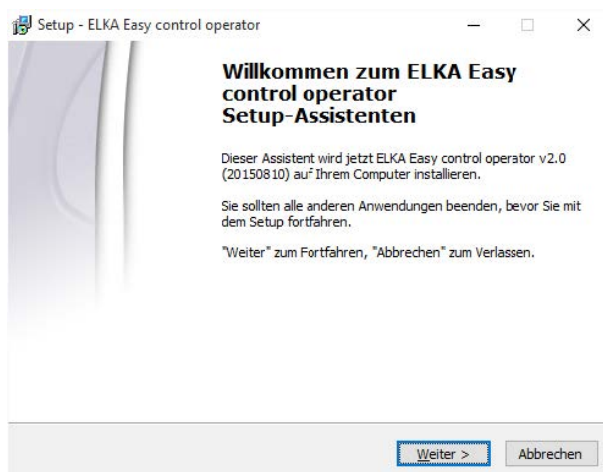 Setup - ELKA Easy control operator
Willkommen zum ELKA Easy
control operator
Setup-Assistenten
Dieser Assistent wird jetzt ELKA Easy control operator v2.0
(20150810) auf Ihrem Computer installieren.
Sie sollten alle anderen Anwendungen beenden, bevor Sie mit
dem Setup fortfahren.
"Weiter" zum Fortfahren, "Abbrechen" zum Verlassen.
Weiter > Abbrechen